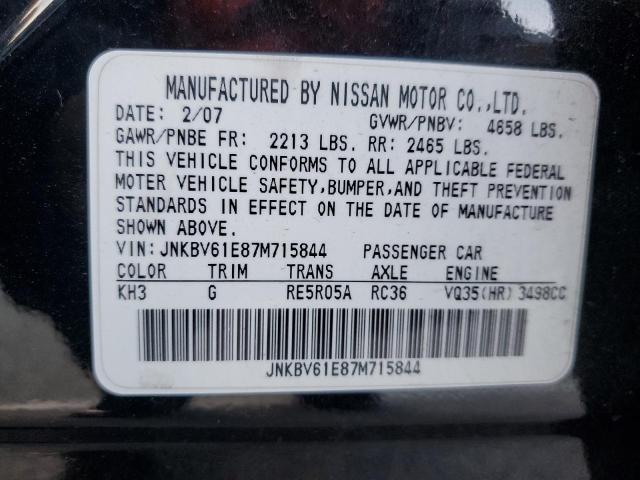 MANUFACTURED BY NISSAN MOTOR CO.,LTD.
DATE: 2/07 GVWR/PNBV: 4658 LBS.
GAWR/PNBE FR: 2213 LBS. RR: 2465 LBS.
THIS VEHICLE CONFORMS TO ALL APPLICABLE FEDERAL
MOTER VEHICLE SAFETY,BUMPER,AND THEFT PREVENTION
STANDARDS IN EFFECT ON THE DATE OF MANUFACTURE
SHOWN ABOVE.
VIN: JNKBV61E87M715844 PASSENGER CAR
COLOR TRIM TRANS AXLE ENGINE
KH3 G RE5R05A RC36 VQ35(HR) 3498CC
JNKBV61E87M715844